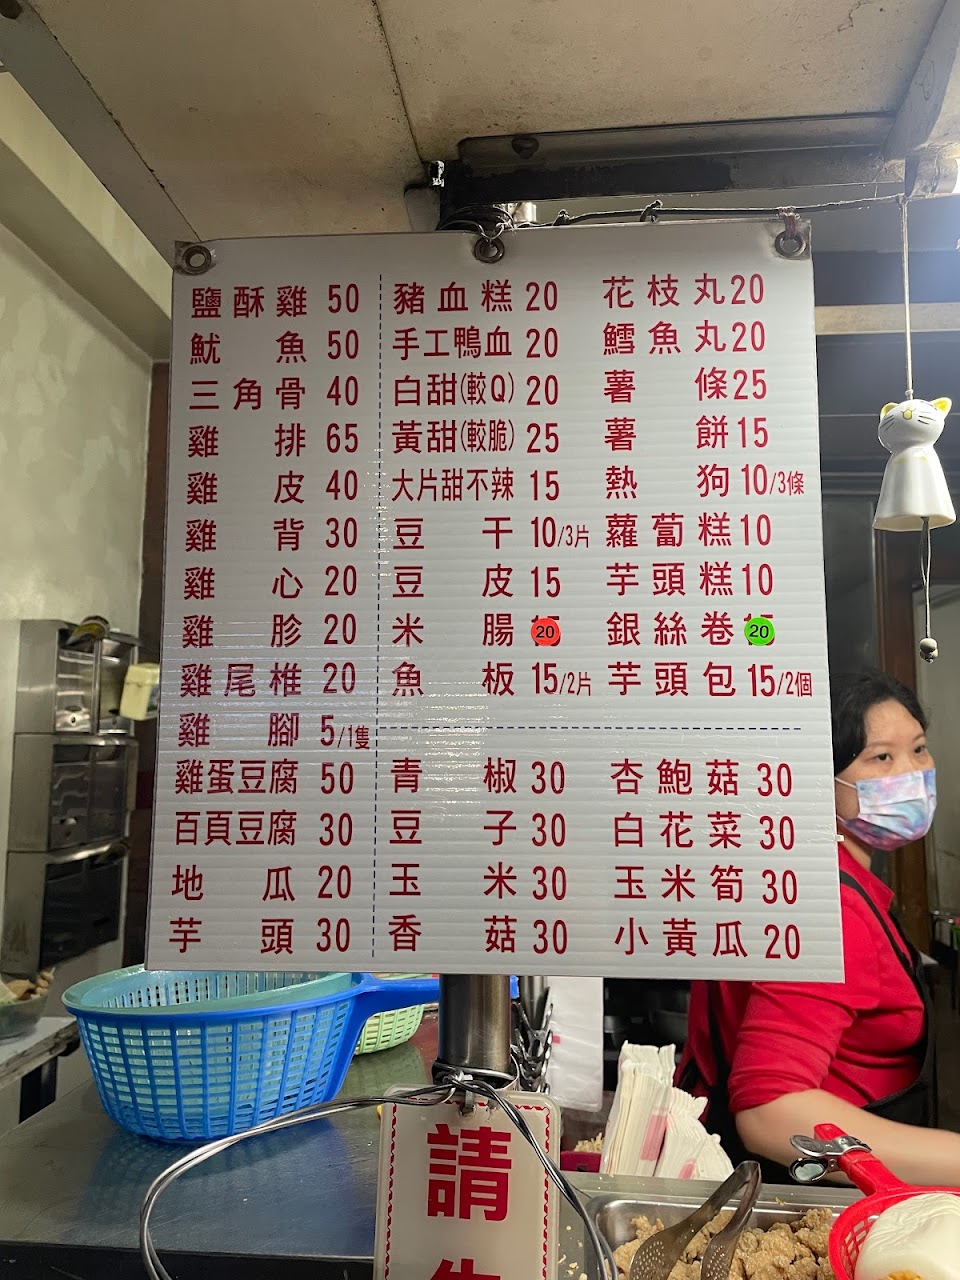 鹽酥雞 50
魷魚 50
三角骨 40
雞排 65
雞皮 40
雞背 30
雞心 20
雞胗 20
雞尾椎 20
雞腳 5/1隻
雞蛋豆腐 50
百頁豆腐 30
地瓜 20
芋頭 30
豬血糕 20
手工鴨血 20
白甜(較Q) 20
黃甜(較脆) 25
大片甜不辣 15
豆干 10/3片
豆皮 15
米腸 20
魚板 15/2片
青椒 30
豆子 30
玉米 30
香菇 30
花枝丸 20
鱈魚丸 20
薯條 25
薯餅 15
熱狗 10/3條
蘿蔔糕 10
芋頭糕 10
銀絲卷 20
芋頭包 15/2個
杏鮑菇 30
白花菜 30
玉米筍 30
小黃瓜 20
請